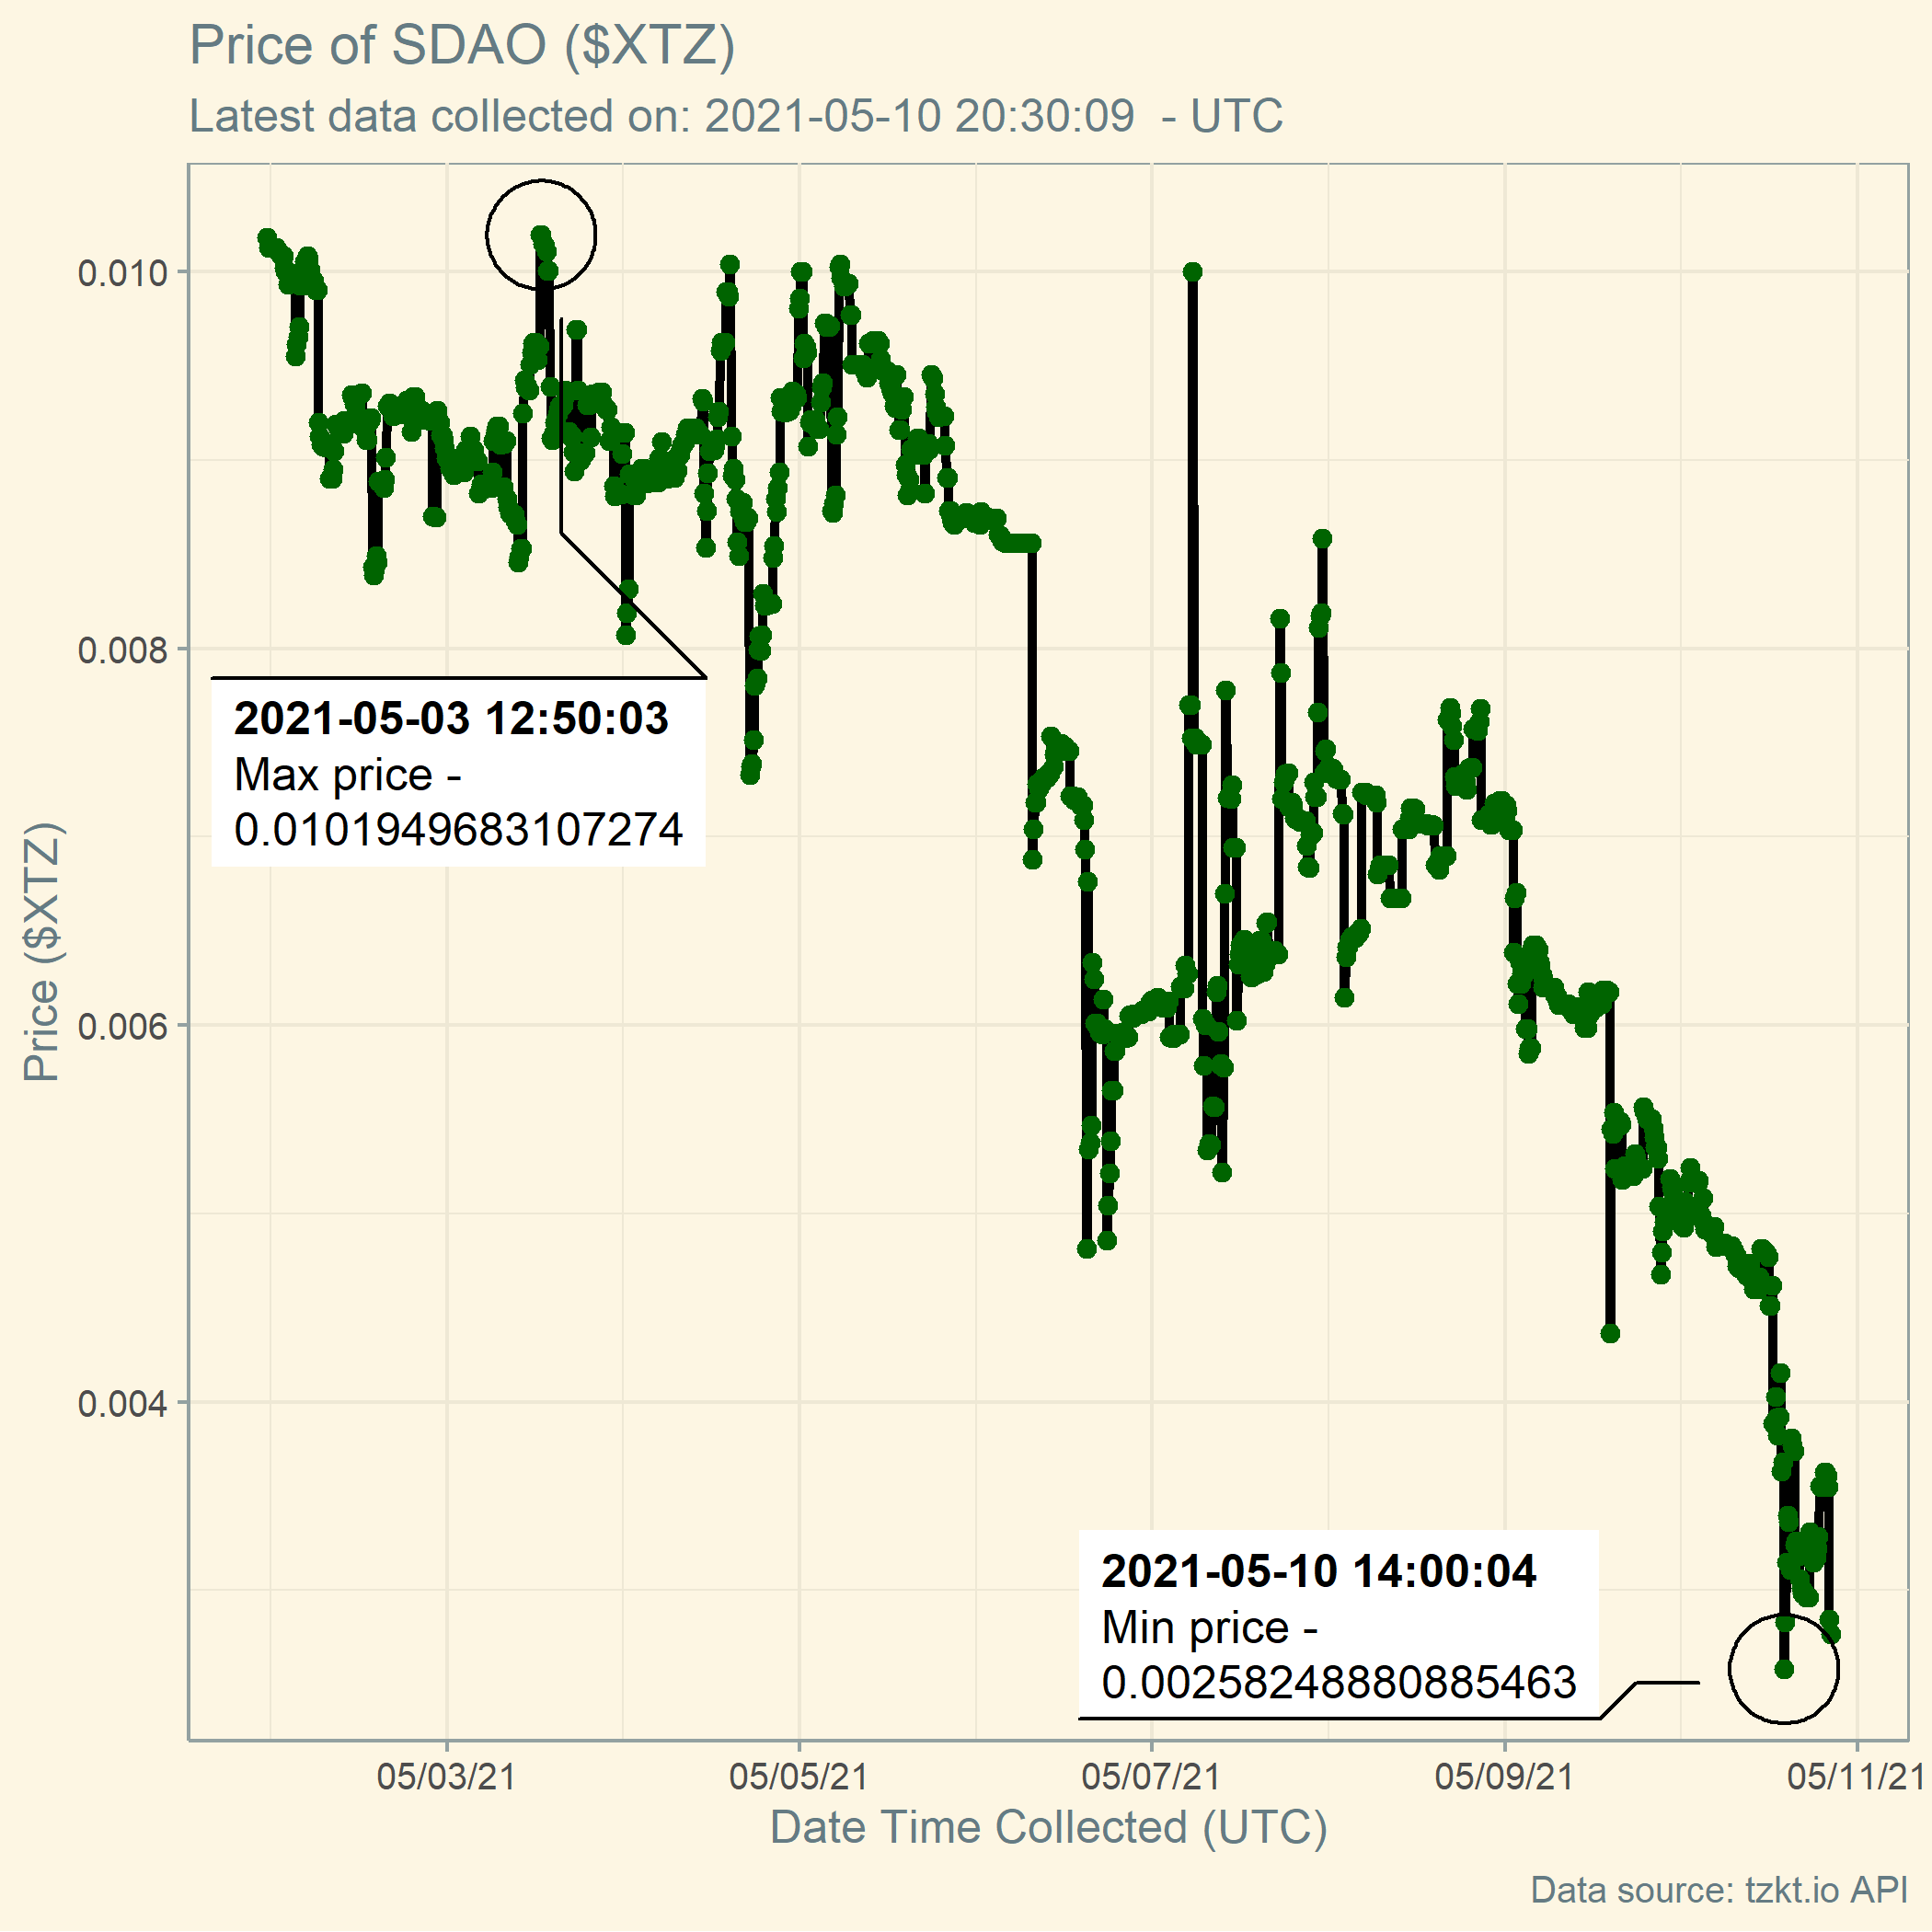 Price of SDAO ($XTZ)
Latest data collected on: 2021-05-10 20:30:09  - UTC
0.010
0.008
0.006
0.004
Price ($XTZ)
2021-05-03 12:50:03
Max price -
0.0101949683107274
2021-05-10 14:00:04
Min price -
0.00258248880885463
05/03/21
05/05/21
05/07/21
05/09/21
05/11/21
Date Time Collected (UTC)
Data source: tzkt.io API